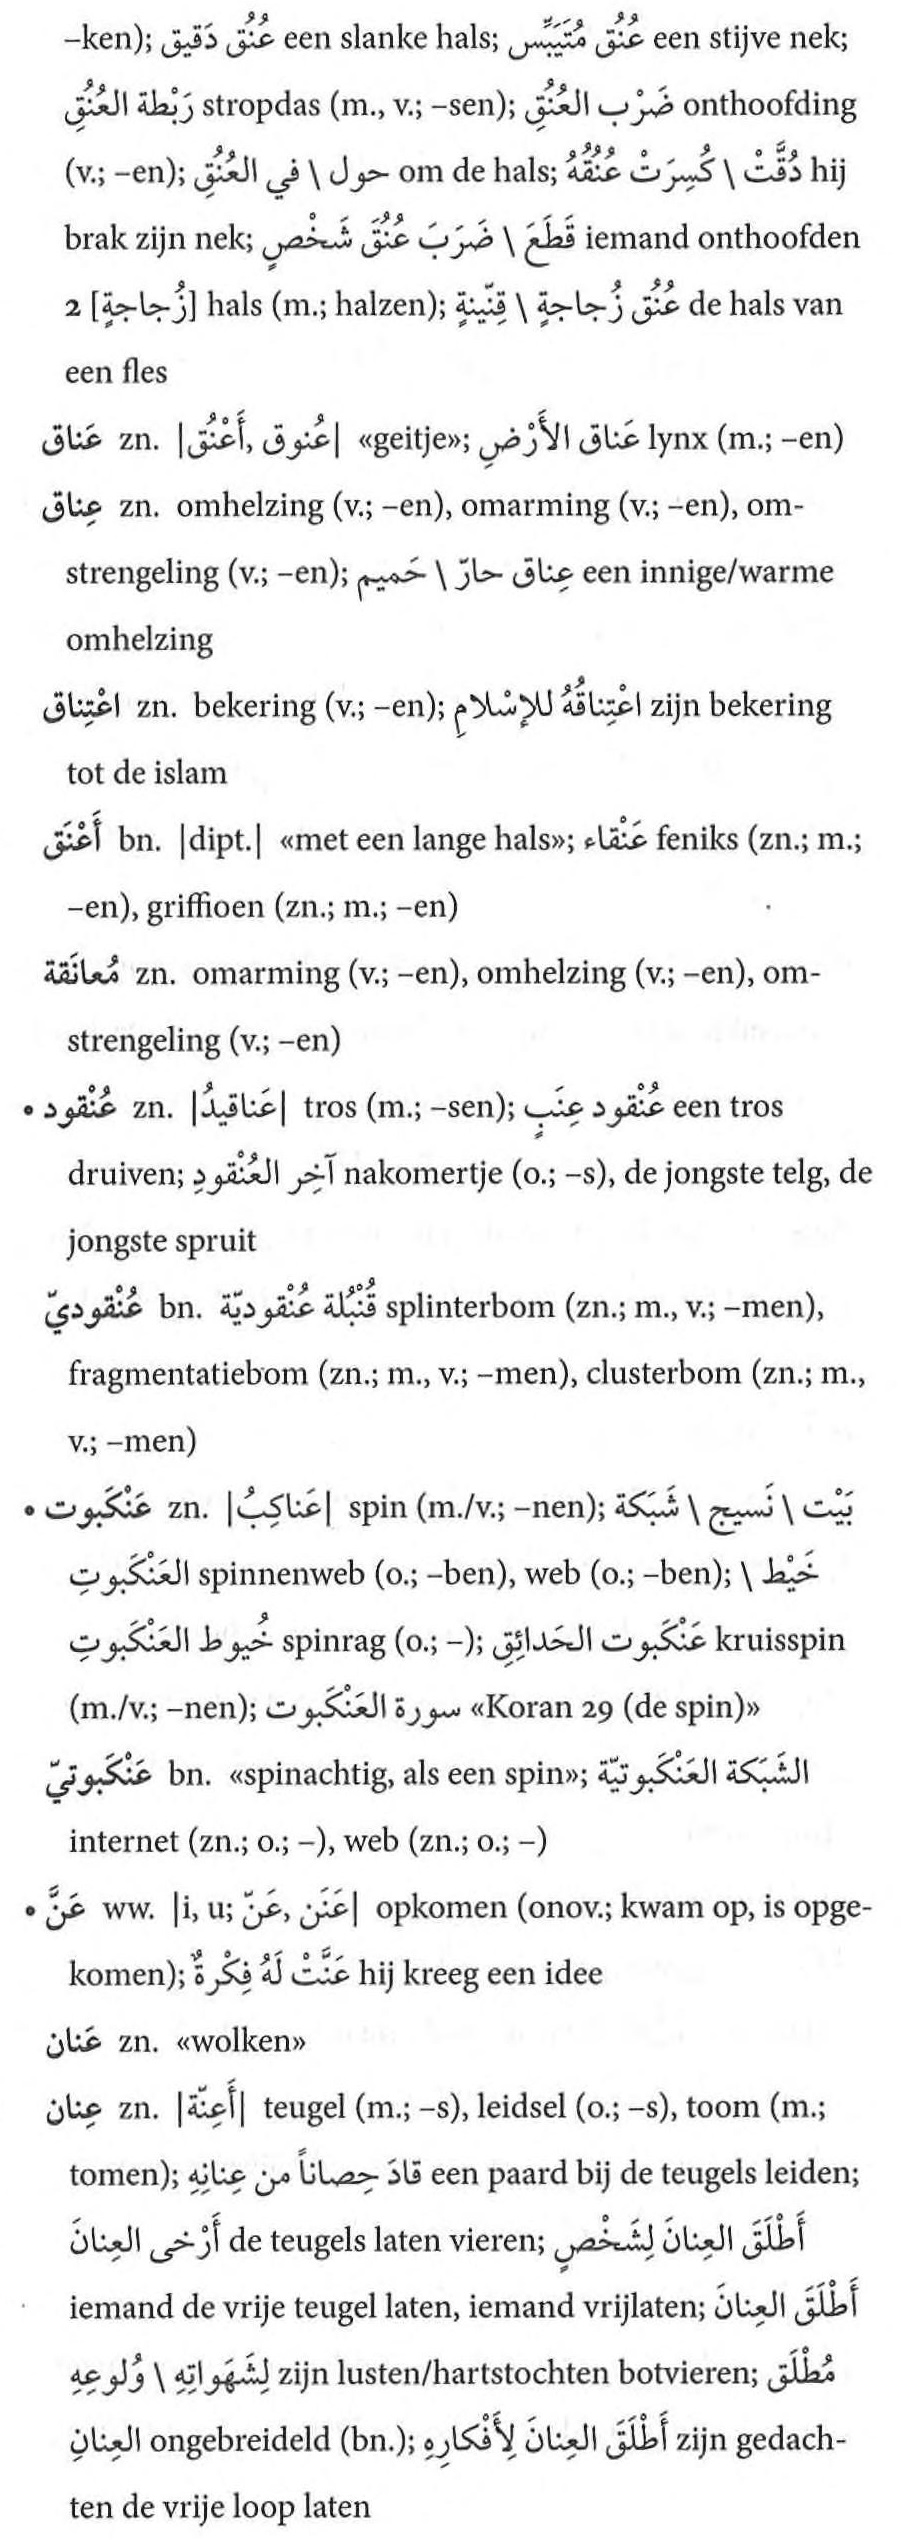 –ken); عُنُق دَقيق een slanke hals; عُنُق مُتَيَبِّس een stijve nek;
رَبْطة العُنُقِ stropdas (m., v.; –sen); ضَرْب العُنُقِ onthoofding
(v.; –en); حول \ في العُنُقِ om de hals; دُقَّتْ \ كُسِرَتْ عُنُقُهُ hij
brak zijn nek; قَطَعَ \ ضَرَبَ عُنُقَ شَخْصٍ iemand onthoofden
2 [زُجاجةٍ] hals (m.; halzen); عُنُق زُجاجةٍ \ قِنّينةٍ de hals van
een fles
عَناق zn. |عُنوق, أَعْنُق| «geitje»; عَناق الأَرْضِ lynx (m.; –en)
عِناق zn. omhelzing (v.; –en), omarming (v.; –en), om-
strengeling (v.; –en); عِناق حارّ \ حَميم een innige/warme
omhelzing
اعْتِناق zn. bekering (v.; –en); اعْتِناقُهُ للإسْلامِ zijn bekering
tot de islam
أَعْنَق bn. |dipt.| «met een lange hals»; عَنْقاء feniks (zn.; m.;
–en), griffioen (zn.; m.; –en)
مُعانَقة zn. omarming (v.; –en), omhelzing (v.; –en), om-
strengeling (v.; –en)
• عُنْقود zn. |عَناقيدُ| tros (m.; –sen); عُنْقود عِنَبٍ een tros
druiven; آخِر العُنْقودِ nakomertje (o.; –s), de jongste telg, de
jongste spruit
عُنْقوديّ bn. قُنْبُلة عُنْقوديّة splinterbom (zn.; m., v.; –men),
fragmentatiebom (zn.; m., v.; –men), clusterbom (zn.; m.,
v.; –men)
• عَنْكَبوت zn. |عَناكِبُ| spin (m./v.; –nen); بَيْت \ نَسيج \ شَبَكة
العَنْكَبوتِ spinnenweb (o.; –ben), web (o.; –ben); خَيْط \
خُيوط العَنْكَبوتِ spinrag (o.; –); عَنْكَبوت الحَدائِقِ kruisspin
(m./v.; –nen); سورة العَنْكَبوت «Koran 29 (de spin)»
عَنْكَبوتيّ bn. «spinachtig, als een spin»; الشَّبَكة العَنْكَبوتيّة
internet (zn.; o.; –), web (zn.; o.; –)
• عَنَّ ww. |i, u; عَنّ, عَنَن| opkomen (onov.; kwam op, is opge-
komen); عَنَّتْ لَهُ فِكْرةٌ hij kreeg een idee
عَنان zn. «wolken»
عِنان zn. |أَعِنّة| teugel (m.; –s), leidsel (o.; –s), toom (m.;
tomen); قادَ حِصاناً من عِنانِهِ een paard bij de teugels leiden;
أَرْخى العِنانَ de teugels laten vieren; أَطْلَقَ العِنانَ لِشَخْصٍ
iemand de vrije teugel laten, iemand vrijlaten; أَطْلَقَ العِنانَ
لِشَهَواتِهِ \ وُلوعِهِ zijn lusten/hartstochten botvieren; مُطْلَق
العِنانِ ongebreideld (bn.); أَطْلَقَ العِنانَ لِأَفْكارِهِ zijn gedach-
ten de vrije loop laten